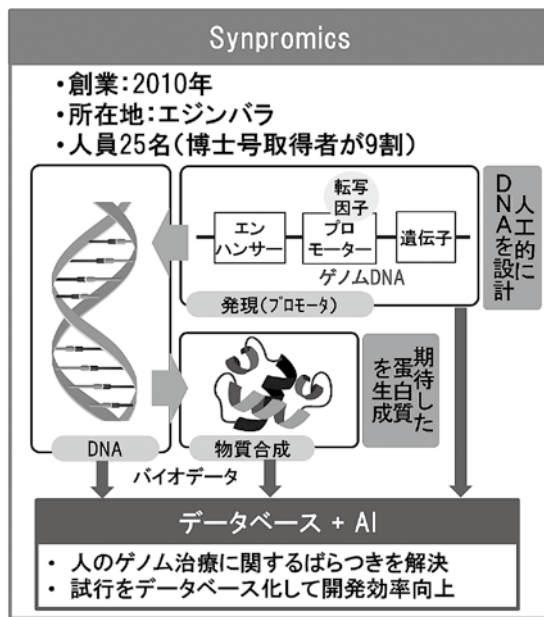 Synpromics
・創業：2010年
・所在地：エジンバラ
・人員25名（博士号取得者が9割）
転写
因子
エン
ハンサー
プロ
モーター
遺伝子
ゲノムDNA
発現（プロモータ）
人工的に
DNAを設計
期待した
蛋白質
を生成
DNA
物質合成
バイオデータ
データベース + AI
・ 人のゲノム治療に関するばらつきを解決
・ 試行をデータベース化して開発効率向上